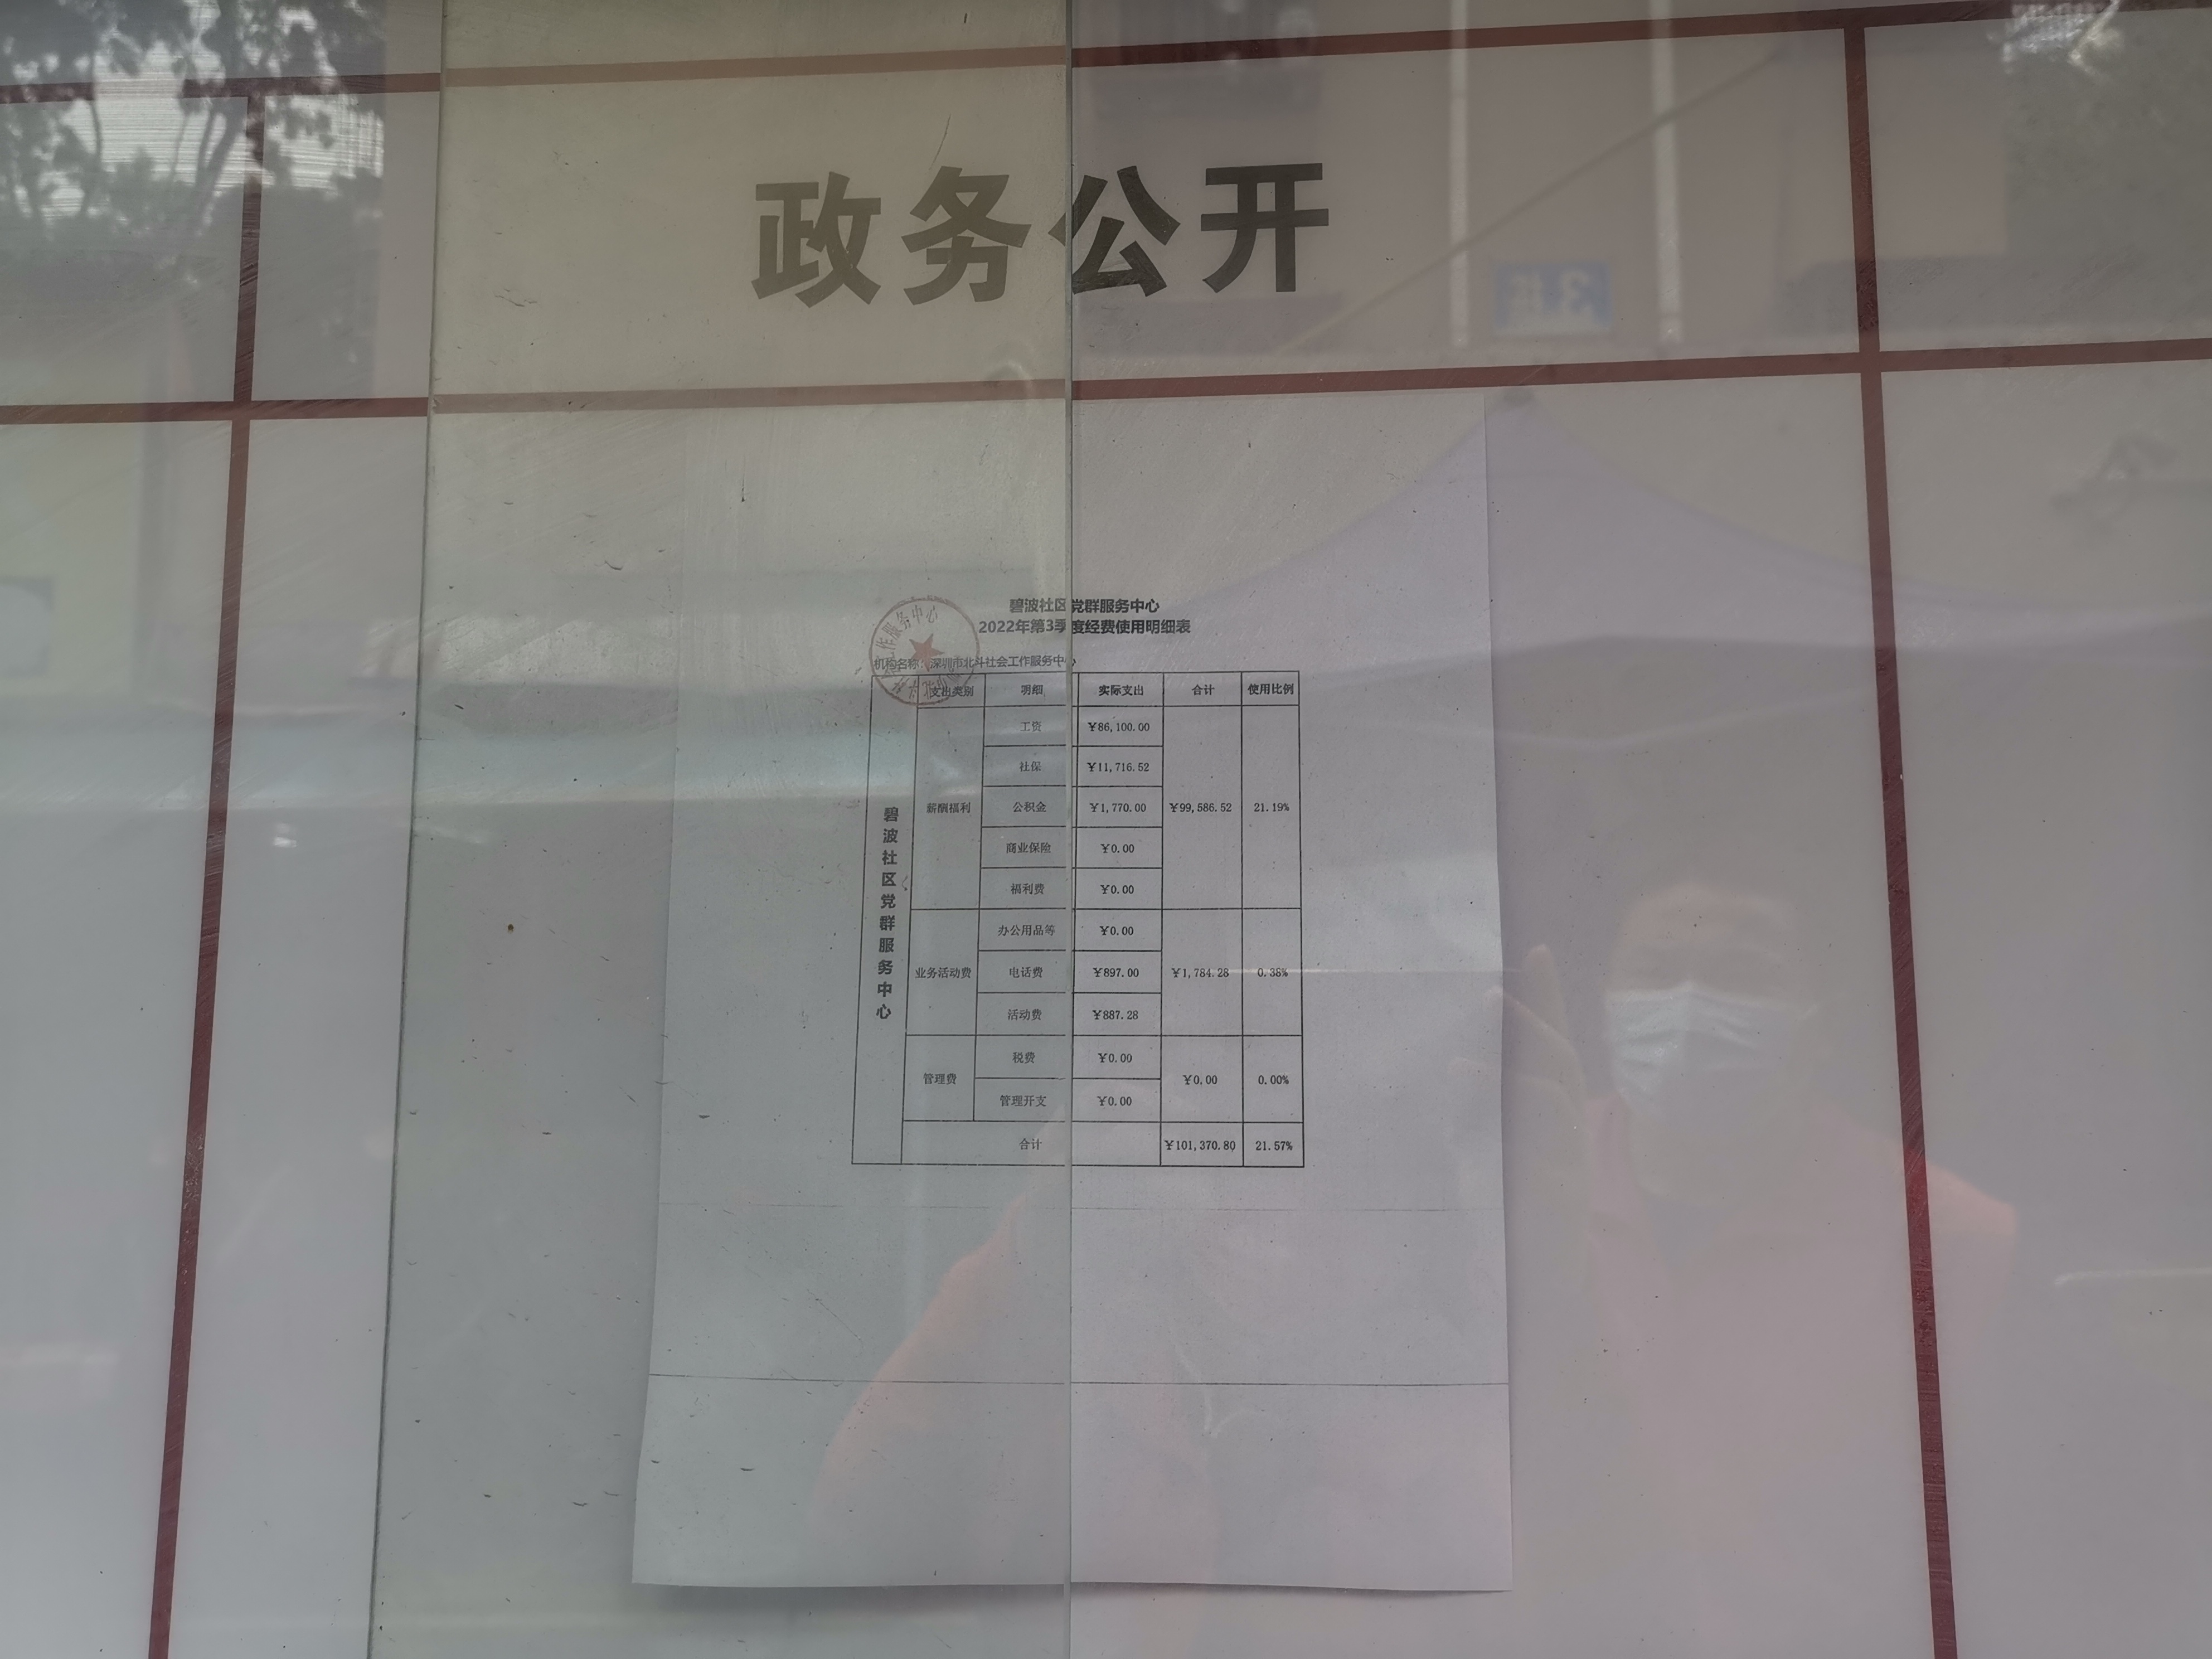 政务公开
碧波社区党群服务中心
2022年第3季度经费使用明细表
机构名称：深圳市北斗社会工作服务中心
支出类别 明细 实际支出 合计 使用比例
碧波社区党群服务中心
薪酬福利 工资 ¥86,100.00 ¥99,586.52 21.19%
社保 ¥11,716.52
公积金 ¥1,770.00
商业保险 ¥0.00
福利费 ¥0.00
业务活动费 办公用品等 ¥0.00 ¥1,784.28 0.38%
电话费 ¥897.00
活动费 ¥887.28
管理费 税费 ¥0.00 ¥0.00 0.00%
管理开支 ¥0.00
合计 ¥101,370.80 21.57%